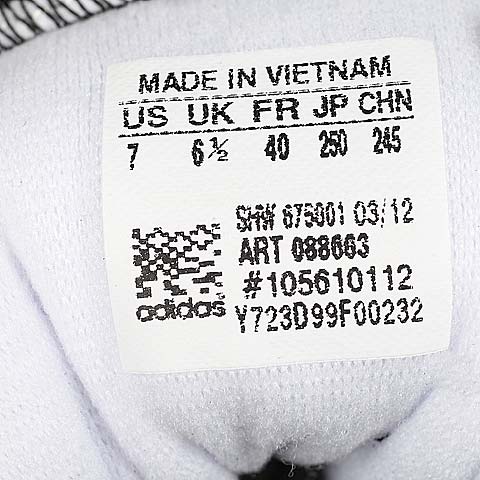 MADE IN VIETNAM
US UK FR JP CHN
7 6½ 40 250 245
SHW 675001 03/12
ART 088663
#105610112
adidas Y723D99F00232